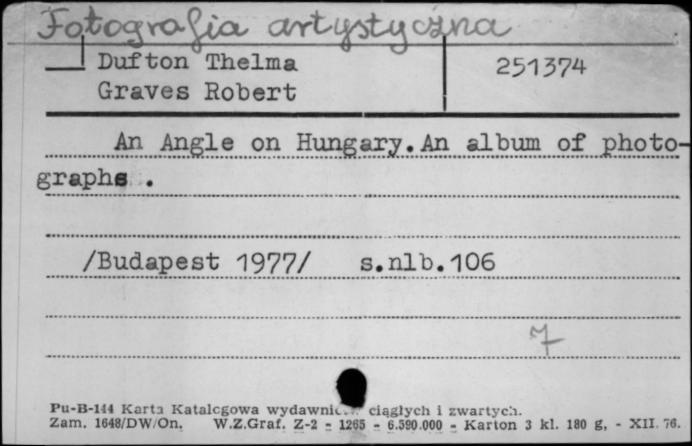 Fotografia artystyczna
Dufton Thelma
251374
Graves Robert
An Angle on Hungary. An album of photo-
graphs .
/Budapest 1977/ s.nlb.106
7
Pu-B-144 Karta Katalogowa ciągłych i zwartych.
Zam. 1648/DW/On. W.Z.Graf. Z-2 - 1265 - 6.590.000 - Karton 3 kl. 180 g, - XII. 76.